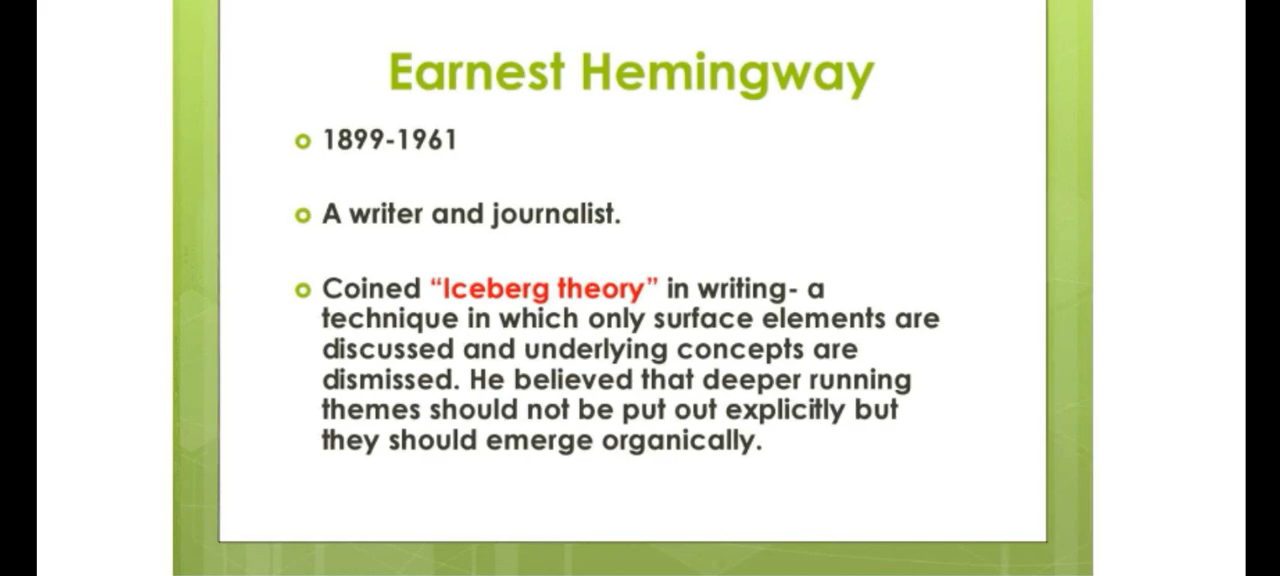 Earnest Hemingway
1899-1961
A writer and journalist.
Coined “Iceberg theory” in writing- a
technique in which only surface elements are
discussed and underlying concepts are
dismissed. He believed that deeper running
themes should not be put out explicitly but
they should emerge organically.